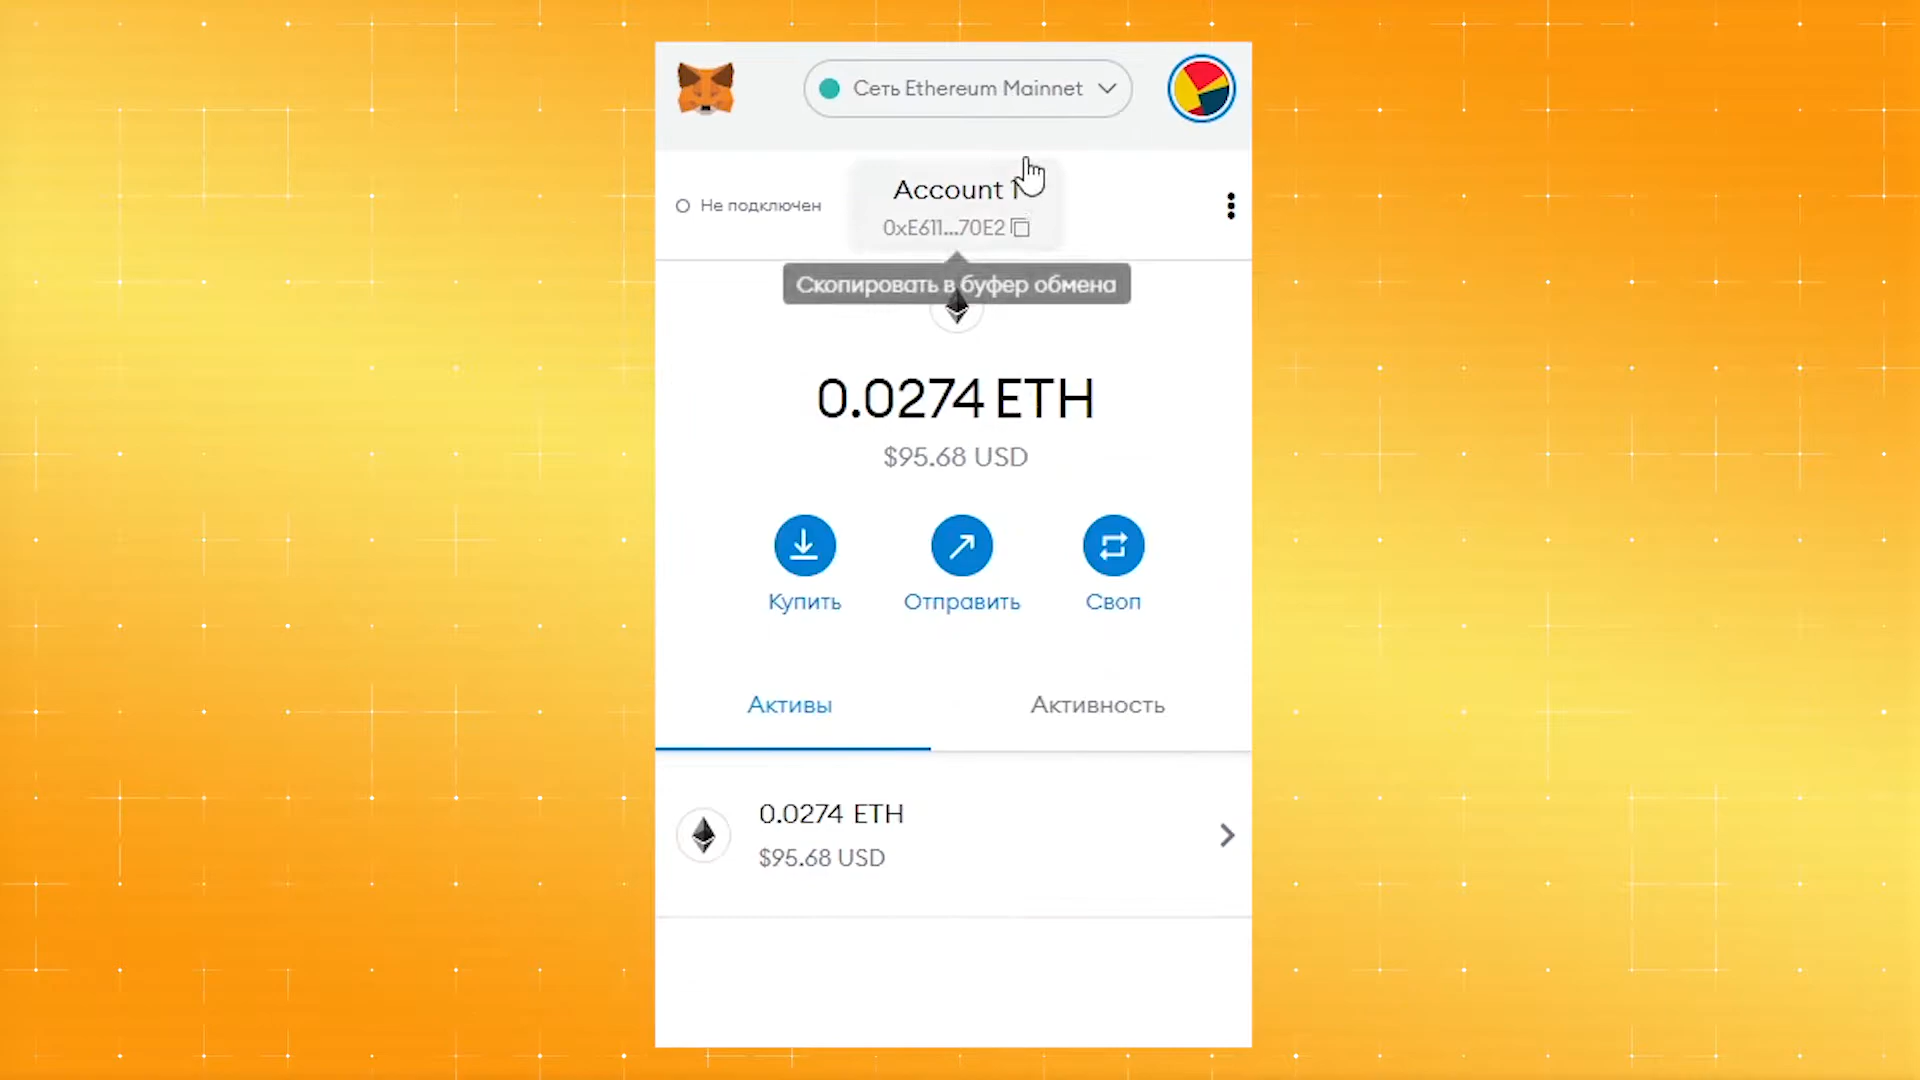 Сеть Ethereum Mainnet
Не подключен
Account 1
0xE611...70E2
Скопировать в буфер обмена
0.0274 ETH
$95.68 USD
Купить
Отправить
Своп
Активы
Активность
0.0274 ETH
$95.68 USD